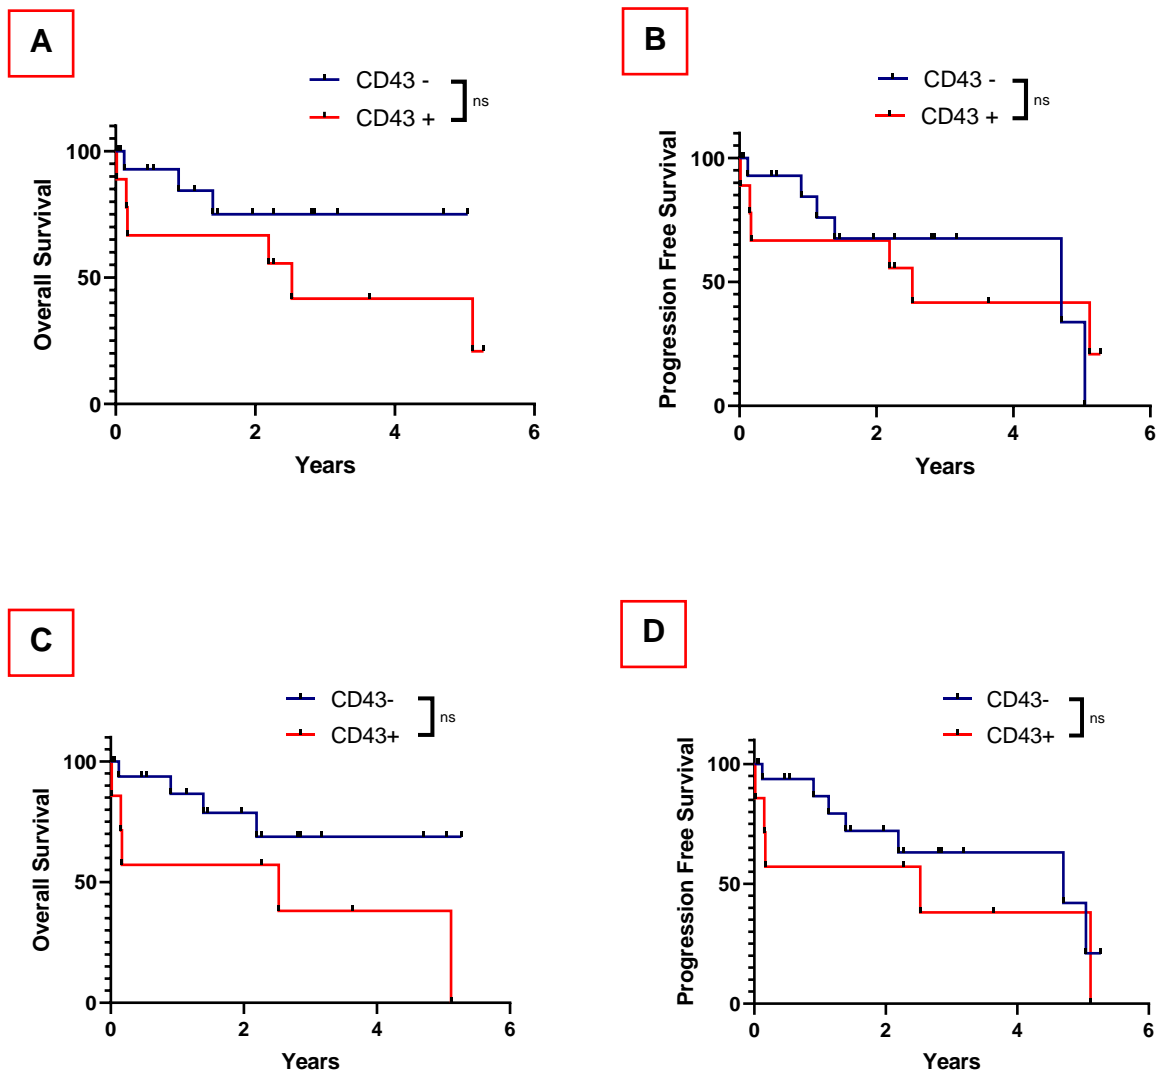 A
CD43 -
CD43 +
ns
Overall Survival
100
50
0
0 2 4 6
Years
B
CD43 -
CD43 +
ns
Progression Free Survival
100
50
0
0 2 4 6
Years
C
CD43-
CD43+
ns
Overall Survival
100
50
0
0 2 4 6
Years
D
CD43-
CD43+
ns
Progression Free Survival
100
50
0
0 2 4 6
Years